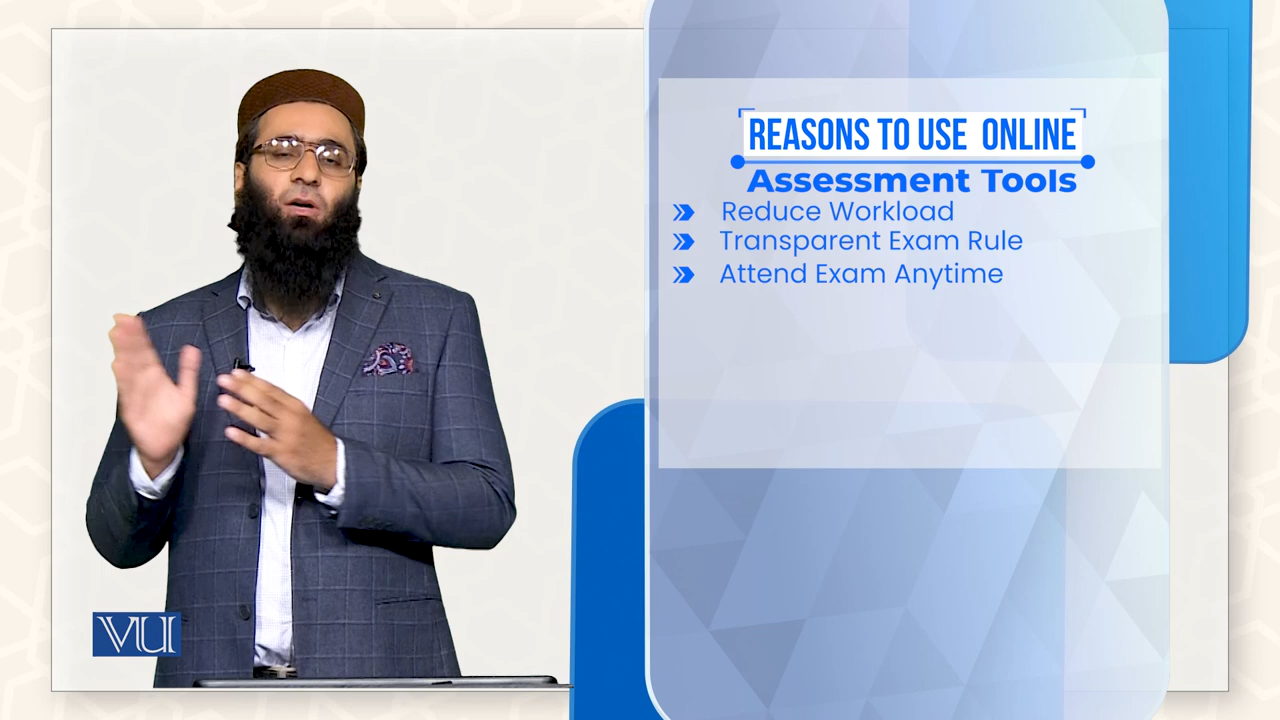 REASONS TO USE ONLINE
Assessment Tools
Reduce Workload
Transparent Exam Rule
Attend Exam Anytime
VU